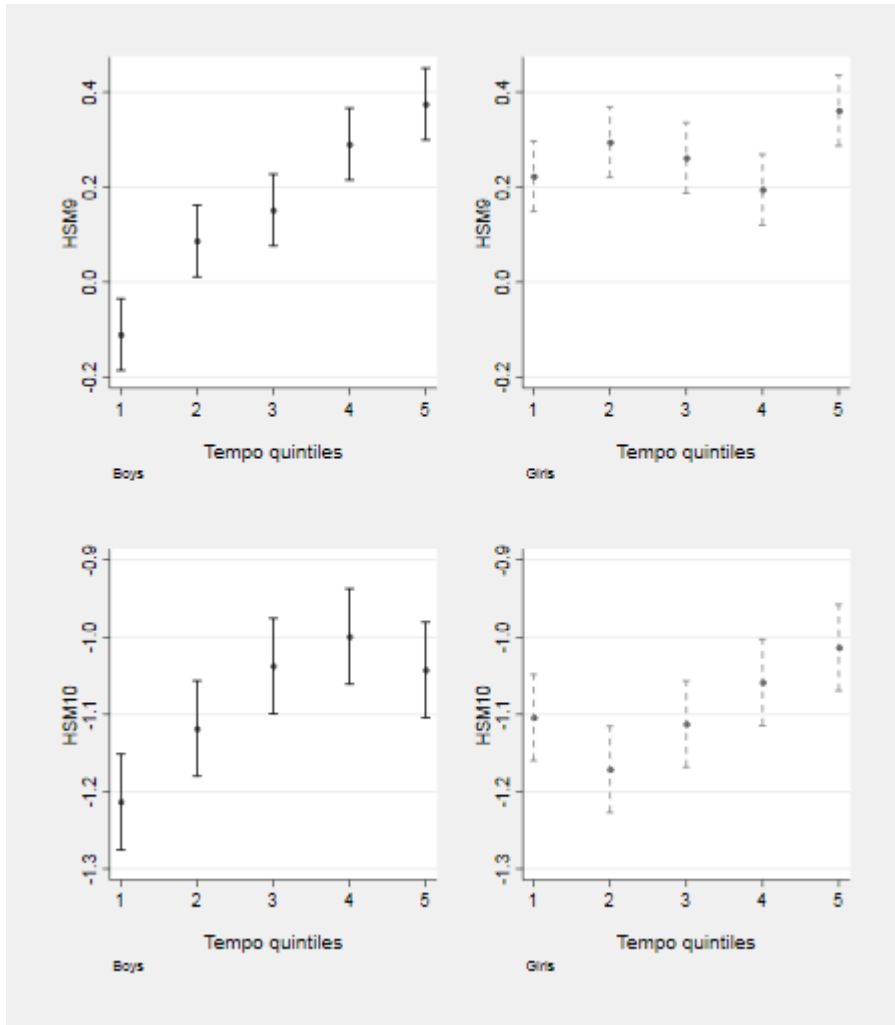 HSM9
0.4
0.2
0.0
-0.2
1 2 3 4 5
Tempo quintiles
Boys
HSM9
0.4
0.2
0.0
-0.2
1 2 3 4 5
Tempo quintiles
Girls
HSM10
-0.9
-1.0
-1.1
-1.2
-1.3
1 2 3 4 5
Tempo quintiles
Boys
HSM10
-0.9
-1.0
-1.1
-1.2
-1.3
1 2 3 4 5
Tempo quintiles
Girls